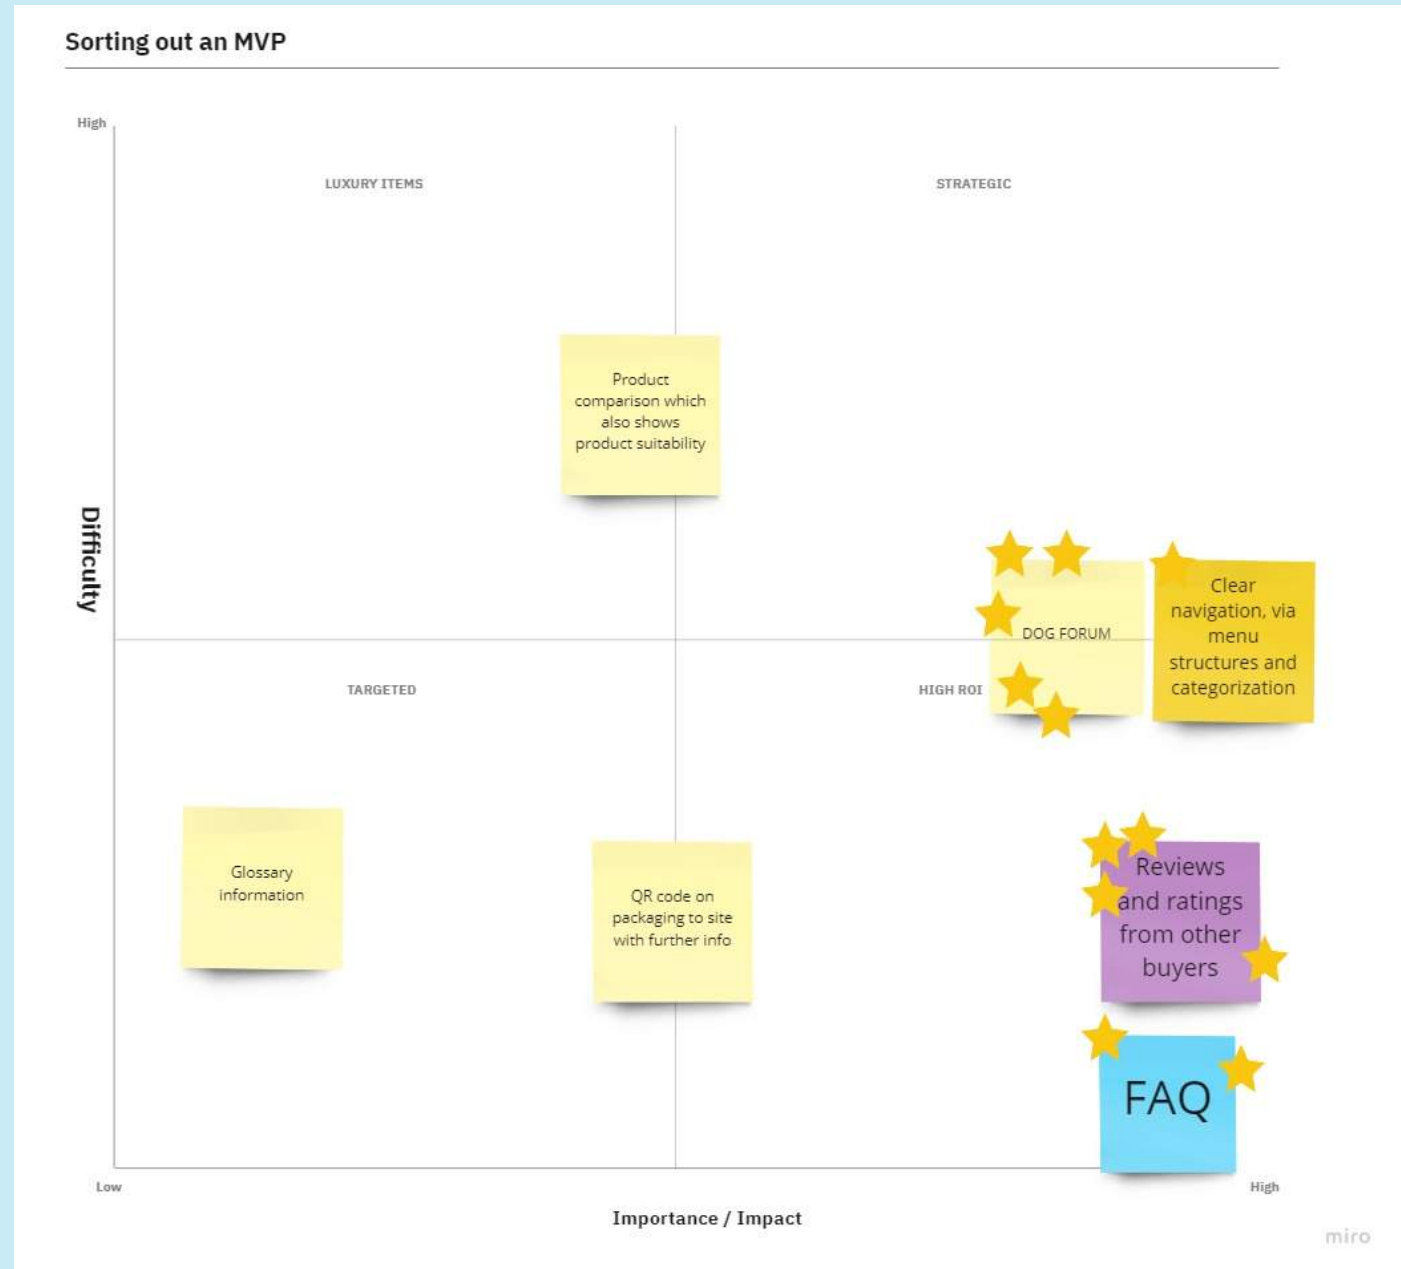 Sorting out an MVP
High
LUXURY ITEMS
STRATEGIC
Product
comparison which
also shows
product suitability
Difficulty
DOG FORUM
Clear
navigation, via
menu
structures and
categorization
TARGETED
HIGH ROI
Glossary
information
QR code on
packaging to site
with further info
Reviews
and ratings
from other
buyers
FAQ
Low
High
Importance / Impact
miro